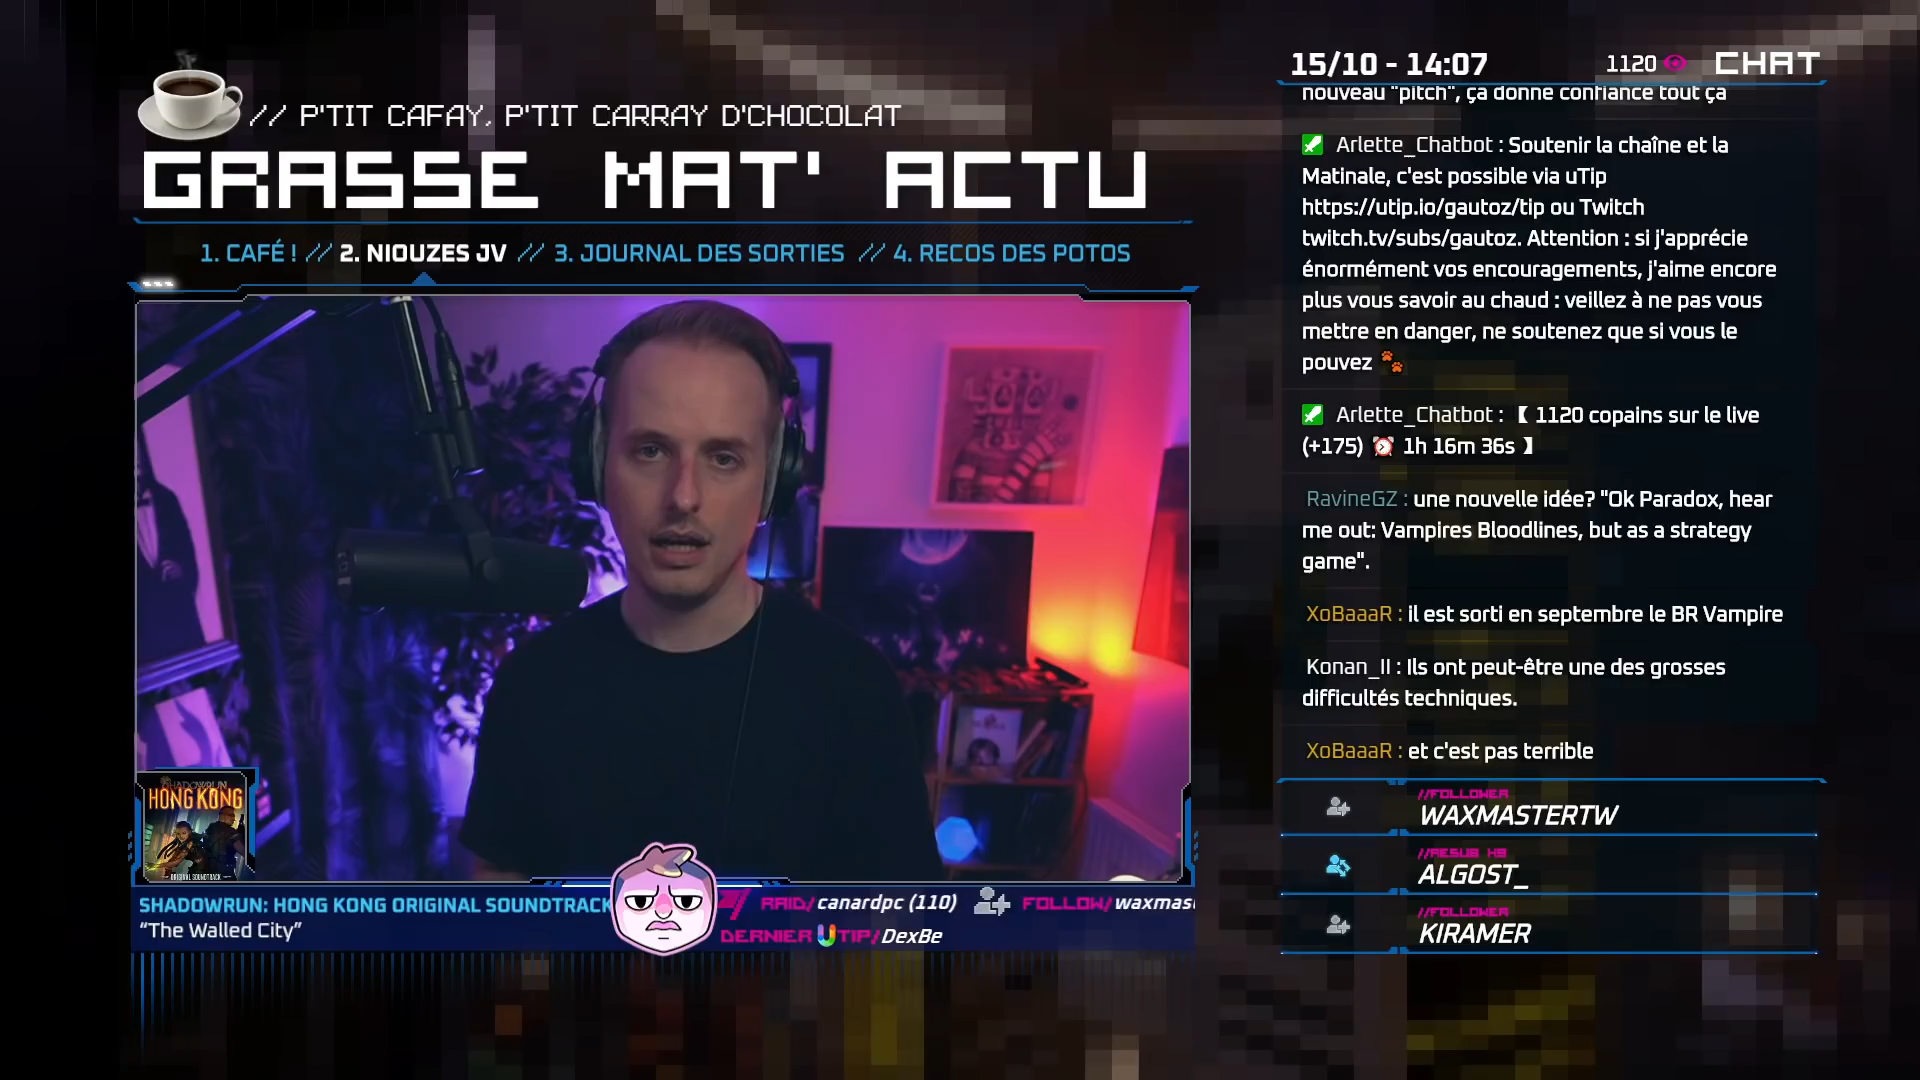 // P'TIT CAFAY, P'TIT CARRAY D'CHOCOLAT
GRASSE MAT' ACTU
1. CAFÉ ! // 2. NIOUZES JV // 3. JOURNAL DES SORTIES // 4. RECOS DES POTOS
SHADOWRUN
HONG KONG
ORIGINAL SOUNDTRACK
SHADOWRUN: HONG KONG ORIGINAL SOUNDTRACK
“The Walled City”
RAID/ canardpc (110) FOLLOW/ waxmas
DERNIER UTIP/ DexBe
15/10 - 14:07 1120 CHAT
nouveau "pitch", ça donne confiance tout ça
Arlette_Chatbot : Soutenir la chaîne et la
Matinale, c'est possible via uTip
https://utip.io/gautoz/tip ou Twitch
twitch.tv/subs/gautoz. Attention : si j'apprécie
énormément vos encouragements, j'aime encore
plus vous savoir au chaud : veillez à ne pas vous
mettre en danger, ne soutenez que si vous le
pouvez 🐾
Arlette_Chatbot : 【 1120 copains sur le live
(+175) ⏰ 1h 16m 36s 】
RavineGZ : une nouvelle idée? "Ok Paradox, hear
me out: Vampires Bloodlines, but as a strategy
game".
XoBaaaR : il est sorti en septembre le BR Vampire
Konan_II : Ils ont peut-être une des grosses
difficultés techniques.
XoBaaaR : et c'est pas terrible
//FOLLOWER
WAXMASTERTW
//RESUB X9
ALGOST_
//FOLLOWER
KIRAMER